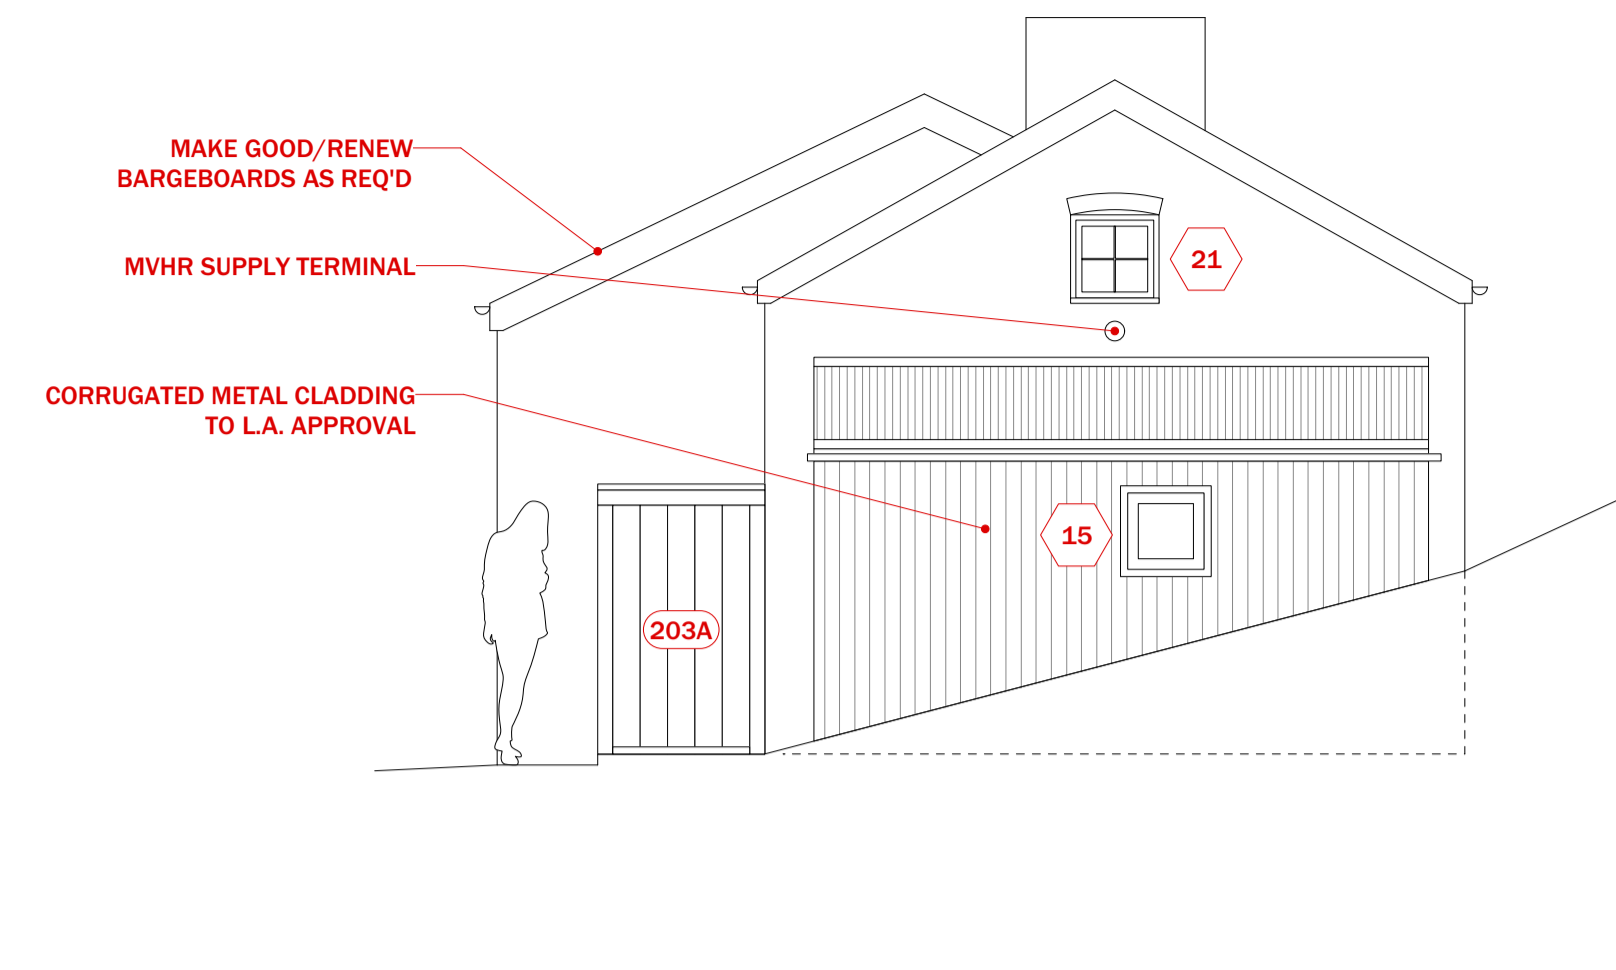 MAKE GOOD/RENEW
BARGEBOARDS AS REQ'D
MVHR SUPPLY TERMINAL
21
CORRUGATED METAL CLADDING
TO L.A. APPROVAL
15
203A